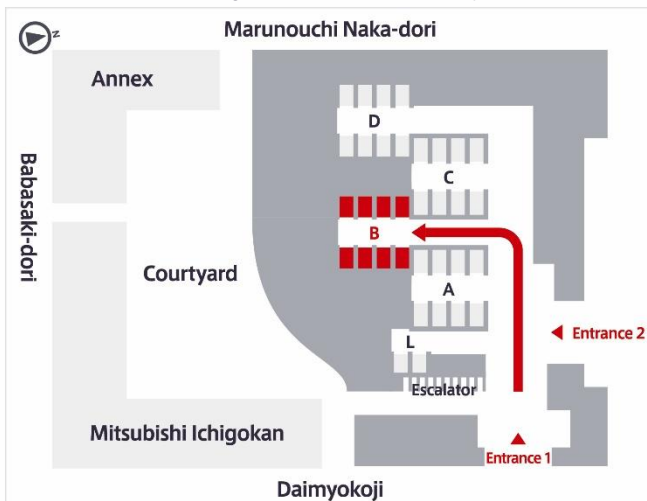 Marunouchi Naka-dori
z
Annex
D
C
Babasaki-dori
B
Courtyard
A
Entrance 2
L
Escalator
Mitsubishi Ichigokan
Entrance 1
Daimyokoji